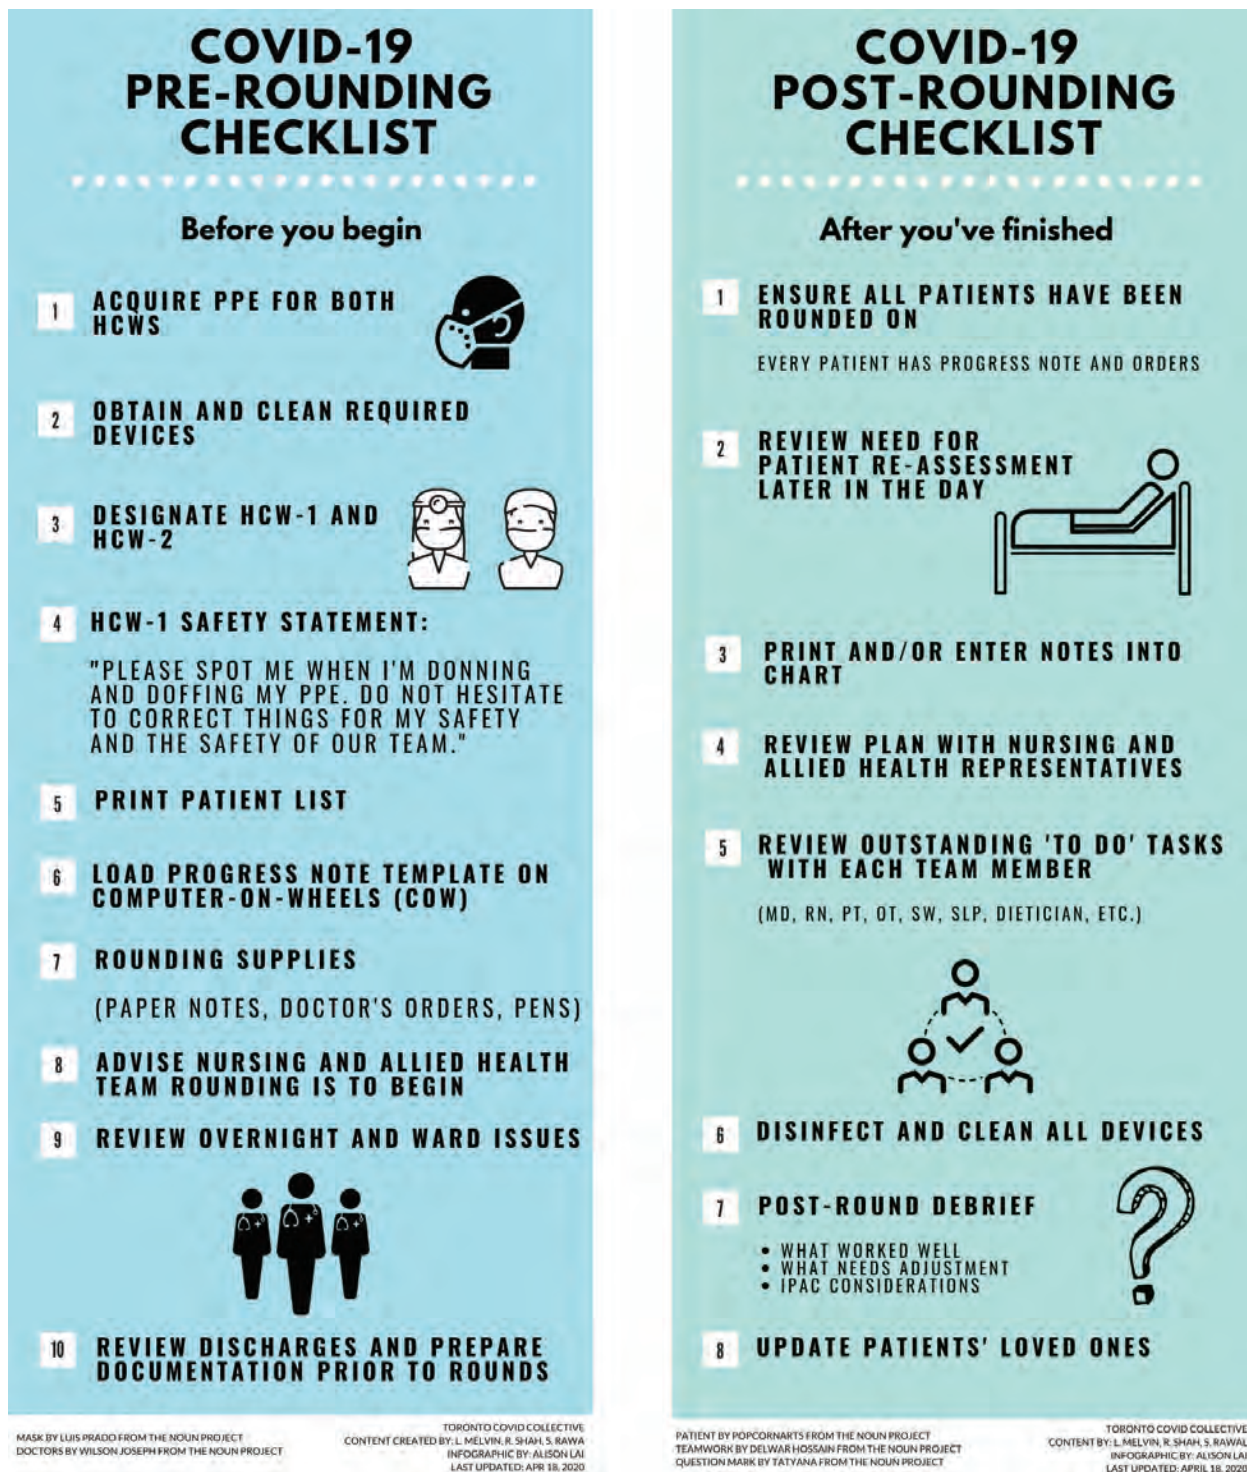 COVID-19
PRE-ROUNDING
CHECKLIST
Before you begin
1
ACQUIRE PPE FOR BOTH
HCWS
2
OBTAIN AND CLEAN REQUIRED
DEVICES
3
DESIGNATE HCW-1 AND
HCW-2
4
HCW-1 SAFETY STATEMENT:
"PLEASE SPOT ME WHEN I'M DONNING
AND DOFFING MY PPE. DO NOT HESITATE
TO CORRECT THINGS FOR MY SAFETY
AND THE SAFETY OF OUR TEAM."
5
PRINT PATIENT LIST
6
LOAD PROGRESS NOTE TEMPLATE ON
COMPUTER-ON-WHEELS (COW)
7
ROUNDING SUPPLIES
(PAPER NOTES, DOCTOR'S ORDERS, PENS)
8
ADVISE NURSING AND ALLIED HEALTH
TEAM ROUNDING IS TO BEGIN
9
REVIEW OVERNIGHT AND WARD ISSUES
10
REVIEW DISCHARGES AND PREPARE
DOCUMENTATION PRIOR TO ROUNDS
MASK BY LUIS PRADO FROM THE NOUN PROJECT
DOCTORS BY WILSON JOSEPH FROM THE NOUN PROJECT
TORONTO COVID COLLECTIVE
CONTENT CREATED BY: L. MELVIN, R. SHAH, S. RAWA
INFOGRAPHIC BY: ALISON LAI
LAST UPDATED: APR 18, 2020
COVID-19
POST-ROUNDING
CHECKLIST
After you've finished
1
ENSURE ALL PATIENTS HAVE BEEN
ROUNDED ON
EVERY PATIENT HAS PROGRESS NOTE AND ORDERS
2
REVIEW NEED FOR
PATIENT RE-ASSESSMENT
LATER IN THE DAY
3
PRINT AND/OR ENTER NOTES INTO
CHART
4
REVIEW PLAN WITH NURSING AND
ALLIED HEALTH REPRESENTATIVES
5
REVIEW OUTSTANDING 'TO DO' TASKS
WITH EACH TEAM MEMBER
(MD, RN, PT, OT, SW, SLP, DIETICIAN, ETC.)
6
DISINFECT AND CLEAN ALL DEVICES
7
POST-ROUND DEBRIEF
• WHAT WORKED WELL
• WHAT NEEDS ADJUSTMENT
• IPAC CONSIDERATIONS
8
UPDATE PATIENTS' LOVED ONES
PATIENT BY POPCORNARTS FROM THE NOUN PROJECT
TEAMWORK BY DELWAR HOSSAIN FROM THE NOUN PROJECT
QUESTION MARK BY TATYANA FROM THE NOUN PROJECT
TORONTO COVID COLLECTIVE
CONTENT BY: L. MELVIN, R. SHAH, S. RAWAL
INFOGRAPHIC BY: ALISON LAI
LAST UPDATED: APRIL 18, 2020